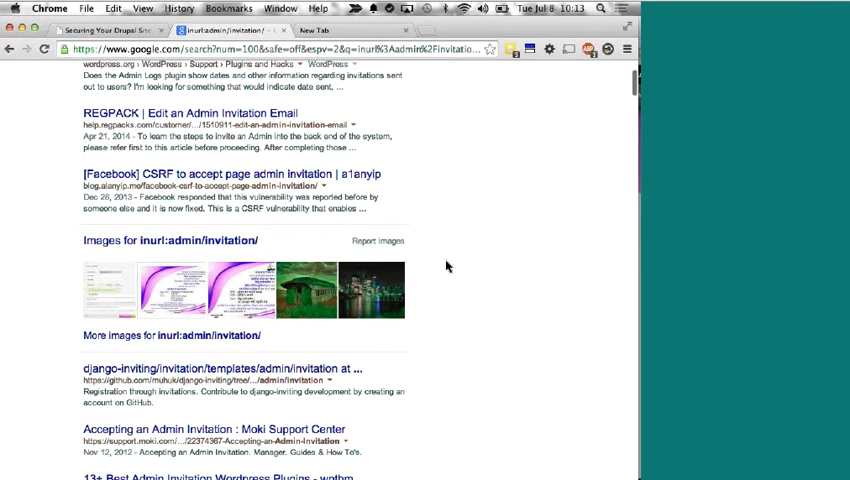 Chrome File Edit View History Bookmarks Window Help Tue Jul 8 10:13
Securing Your Drupal Site: inurl:admin/invitation/ - G New Tab
https://www.google.com/search?num=100&safe=off&espv=2&q=inurl%3Aadmin%2Finvitatio...
wordpress.org › WordPress › Support › Plugins and Hacks WordPress
Does the Admin Logs plugin show dates and other information regarding invitations sent
out to users? I'm looking for something that would indicate date sent, ...
REGPACK | Edit an Admin Invitation Email
help.regpacks.com/customer/.../1510911-edit-an-admin-invitation-email
Apr 21, 2014 - To learn the steps to invite an Admin into the back end of the system,
please refer first to this article before proceeding. After completing those ...
[Facebook] CSRF to accept page admin invitation | a1anyip
blog.alanyip.me/facebook-csrf-to-accept-page-admin-invitation/
Dec 28, 2013 - Facebook responded that this vulnerability was reported before by
someone else and it is now fixed. This is a CSRF vulnerability that enables ...
Images for inurl:admin/invitation/ Report images
More images for inurl:admin/invitation/
django-inviting/invitation/templates/admin/invitation at ...
https://github.com/muhuk/django-inviting/tree/.../admin/invitation
Registration through invitations. Contribute to django-inviting development by creating an
account on GitHub.
Accepting an Admin Invitation : Moki Support Center
https://support.moki.com/.../22374367-Accepting-an-Admin-Invitation
Nov 12, 2012 - Accepting an Admin Invitation. Manager. Guides & How To's.
13+ Best Admin Invitation Wordpress Plugins - wpthm